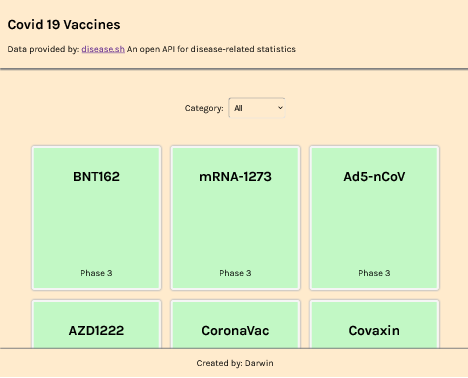 Covid 19 Vaccines
Data provided by: disease.sh An open API for disease-related statistics
Category: All
BNT162 mRNA-1273 Ad5-nCoV
Phase 3 Phase 3 Phase 3
AZD1222 CoronaVac Covaxin
Created by: Darwin